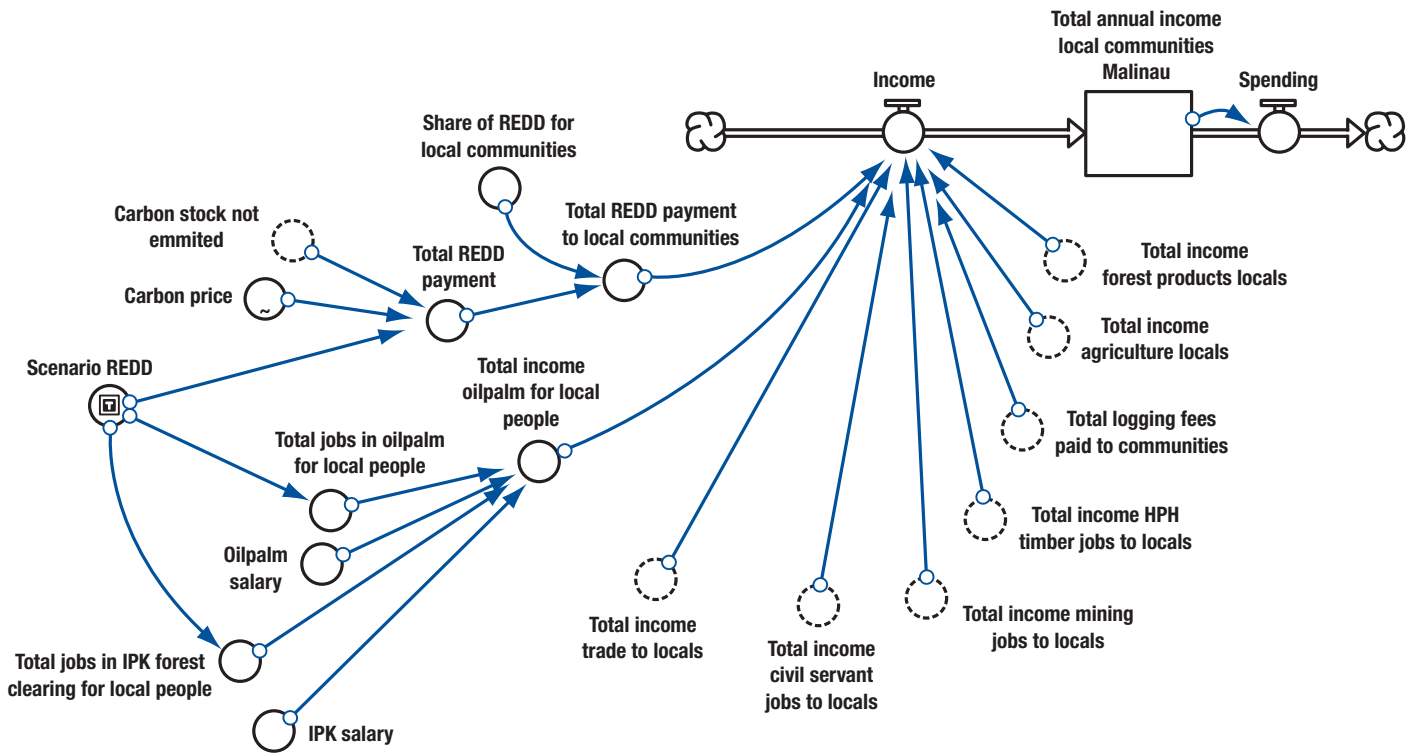 Total annual income
local communities
Malinau
Income
Spending
Share of REDD for
local communities
Carbon stock not
emmited
Total REDD payment
to local communities
Total REDD
payment
Carbon price
~
Total income
forest products locals
Total income
agriculture locals
Scenario REDD
T
Total income
oilpalm for local
people
Total jobs in oilpalm
for local people
Total logging fees
paid to communities
Oilpalm
salary
Total income HPH
timber jobs to locals
Total income
trade to locals
Total income
civil servant
jobs to locals
Total income mining
jobs to locals
Total jobs in IPK forest
clearing for local people
IPK salary